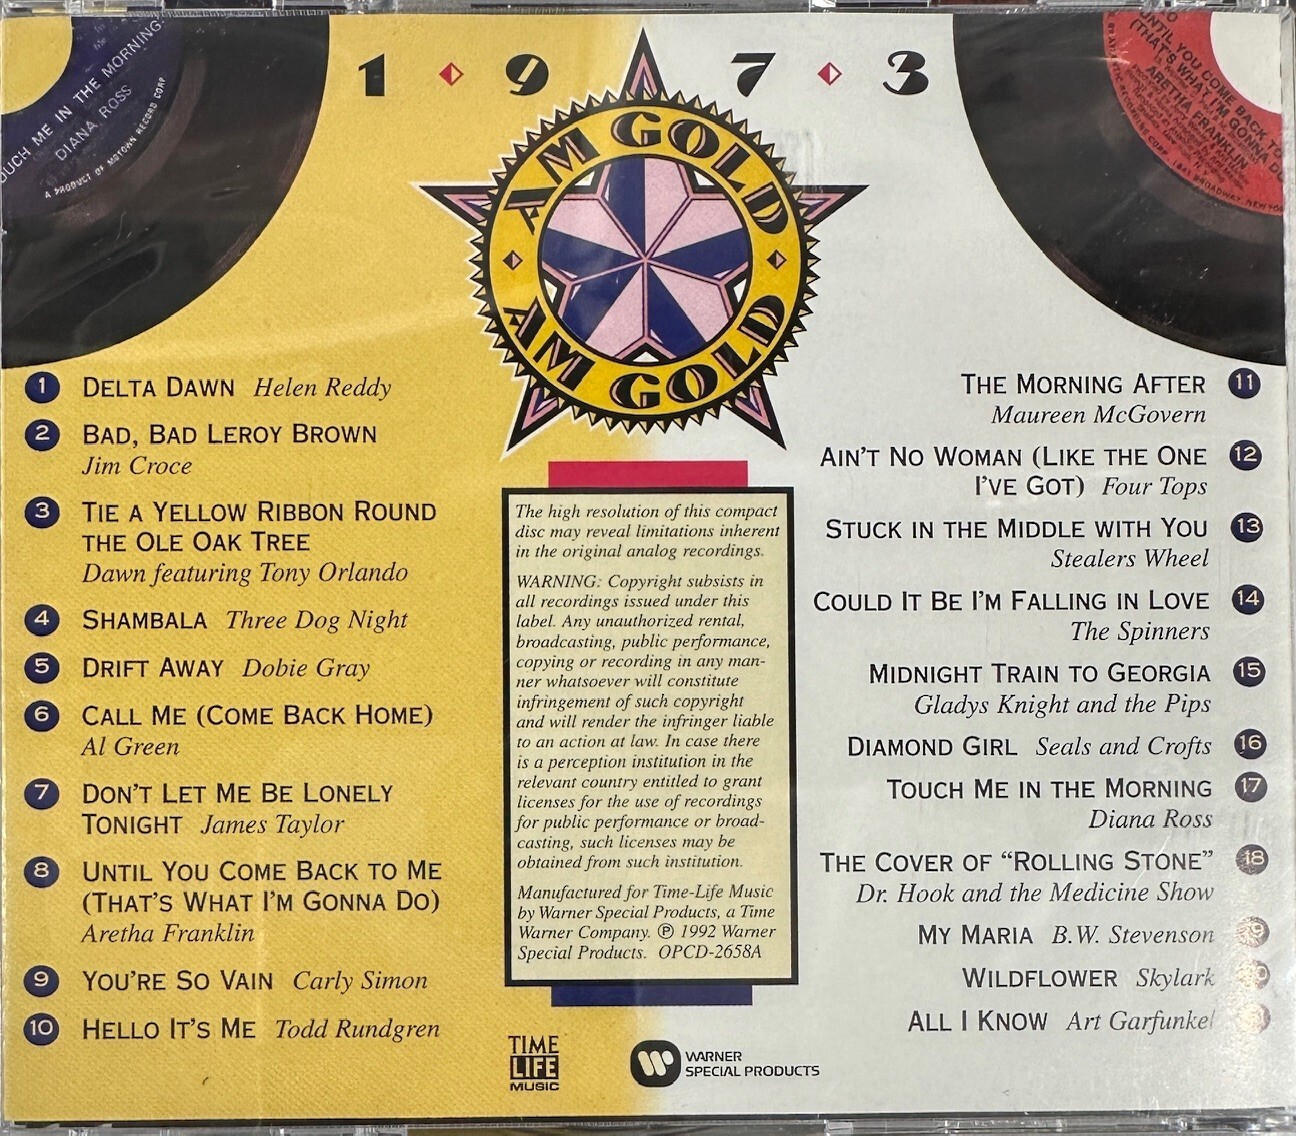 1973
AM GOLD
AM GOLD
OUCH ME IN THE MORNING
DIANA ROSS
A PRODUCT OF MOTOWN RECORD CORP
UNTIL YOU COME BACK TO
(THAT'S WHAT I'M GONNA DO
ARETHA FRANKLIN
1 DELTA DAWN Helen Reddy
2 BAD, BAD LEROY BROWN
Jim Croce
3 TIE A YELLOW RIBBON ROUND
THE OLE OAK TREE
Dawn featuring Tony Orlando
4 SHAMBALA Three Dog Night
5 DRIFT AWAY Dobie Gray
6 CALL ME (COME BACK HOME)
Al Green
7 DON'T LET ME BE LONELY
TONIGHT James Taylor
8 UNTIL YOU COME BACK TO ME
(THAT'S WHAT I'M GONNA DO)
Aretha Franklin
9 YOU'RE SO VAIN Carly Simon
10 HELLO IT'S ME Todd Rundgren
The high resolution of this compact
disc may reveal limitations inherent
in the original analog recordings.
WARNING: Copyright subsists in
all recordings issued under this
label. Any unauthorized rental,
broadcasting, public performance,
copying or recording in any man-
ner whatsoever will constitute
infringement of such copyright
and will render the infringer liable
to an action at law. In case there
is a perception institution in the
relevant country entitled to grant
licenses for the use of recordings
for public performance or broad-
casting, such licenses may be
obtained from such institution.
Manufactured for Time-Life Music
by Warner Special Products, a Time
Warner Company. ℗ 1992 Warner
Special Products. OPCD-2658A
TIME
LIFE
MUSIC
WARNER
SPECIAL PRODUCTS
THE MORNING AFTER 11
Maureen McGovern
AIN'T NO WOMAN (LIKE THE ONE 12
I'VE GOT) Four Tops
STUCK IN THE MIDDLE WITH YOU 13
Stealers Wheel
COULD IT BE I'M FALLING IN LOVE 14
The Spinners
MIDNIGHT TRAIN TO GEORGIA 15
Gladys Knight and the Pips
DIAMOND GIRL Seals and Crofts 16
TOUCH ME IN THE MORNING 17
Diana Ross
THE COVER OF “ROLLING STONE” 18
Dr. Hook and the Medicine Show
MY MARIA B.W. Stevenson
WILDFLOWER Skylark
ALL I KNOW Art Garfunkel